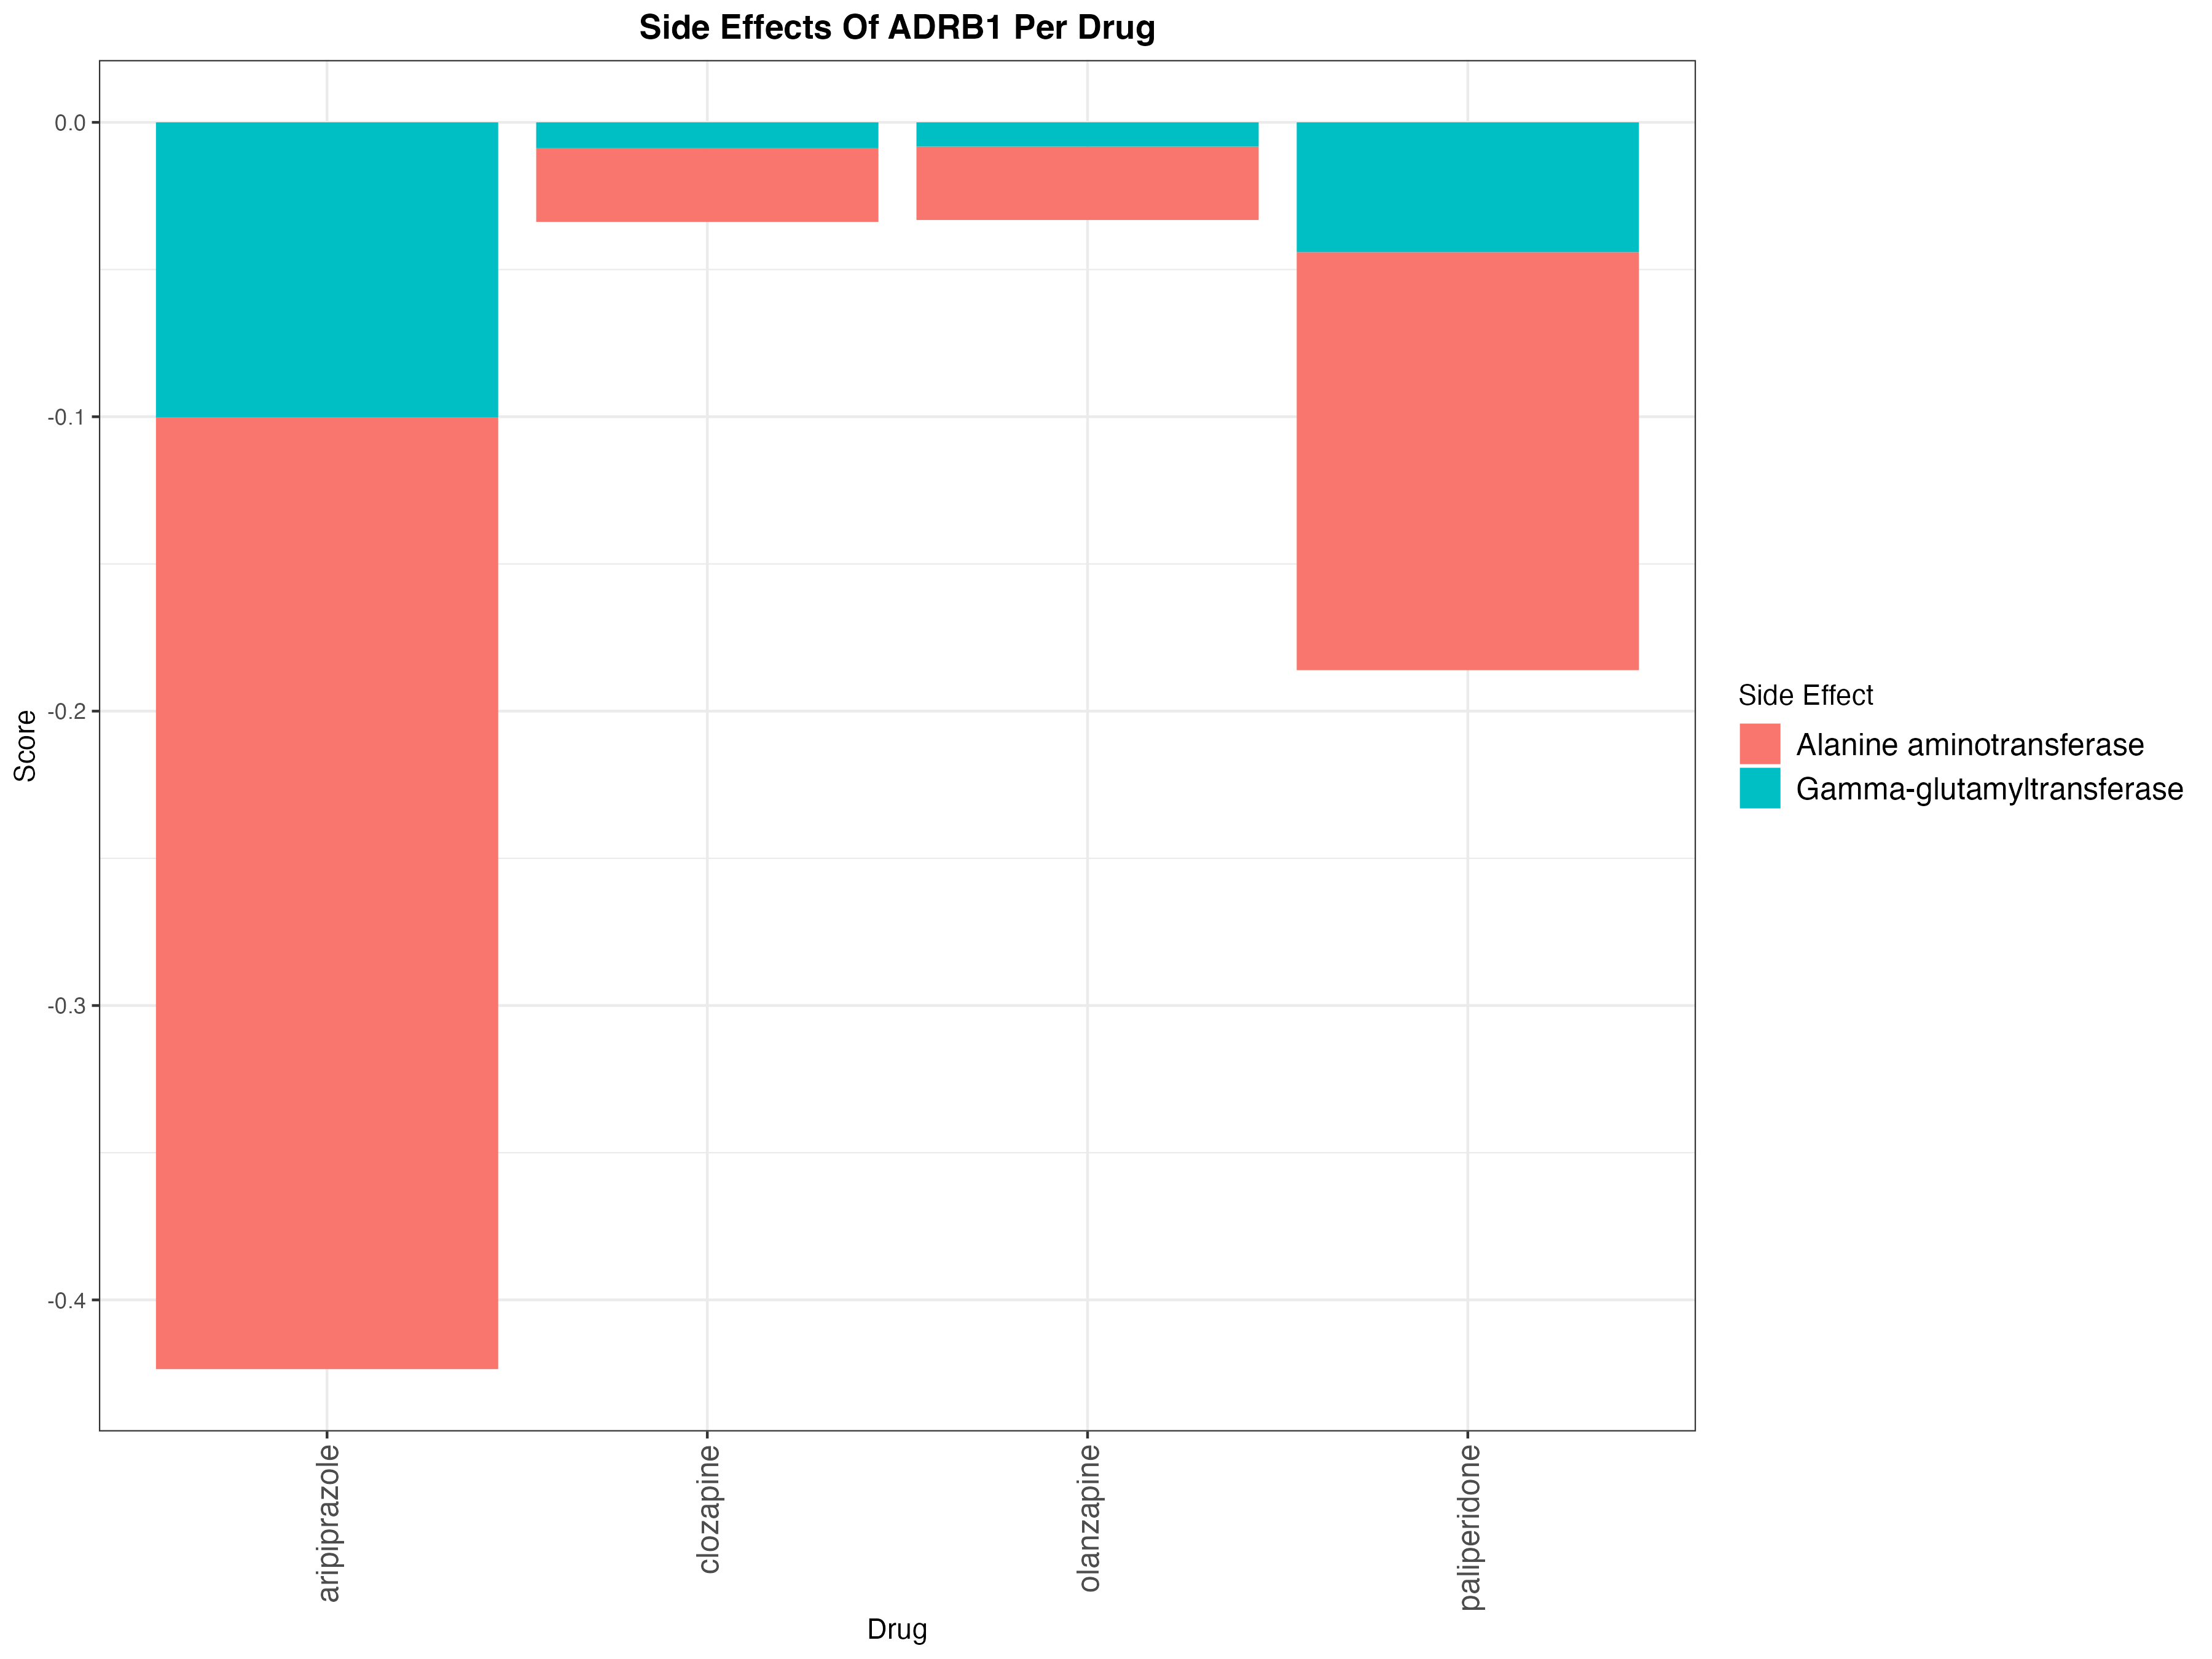 Side Effects Of ADRB1 Per Drug
0.0
-0.1
-0.2
-0.3
-0.4
Score
aripiprazole
clozapine
olanzapine
paliperidone
Drug
Side Effect
Alanine aminotransferase
Gamma-glutamyltransferase